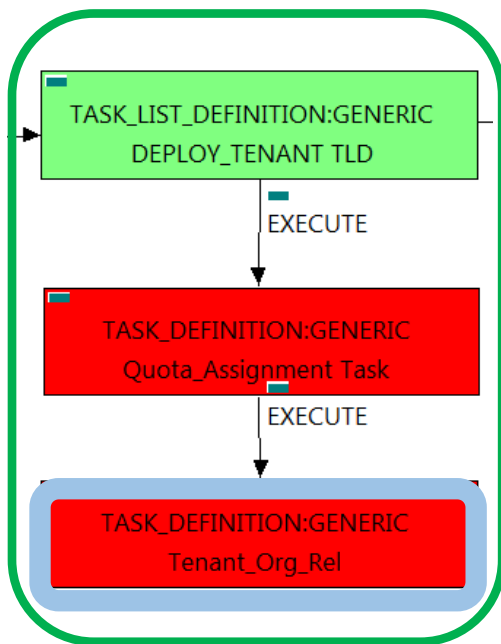 TASK_LIST_DEFINITION:GENERIC
DEPLOY_TENANT TLD
EXECUTE
TASK_DEFINITION:GENERIC
Quota_Assignment Task
EXECUTE
TASK_DEFINITION:GENERIC
Tenant_Org_Rel